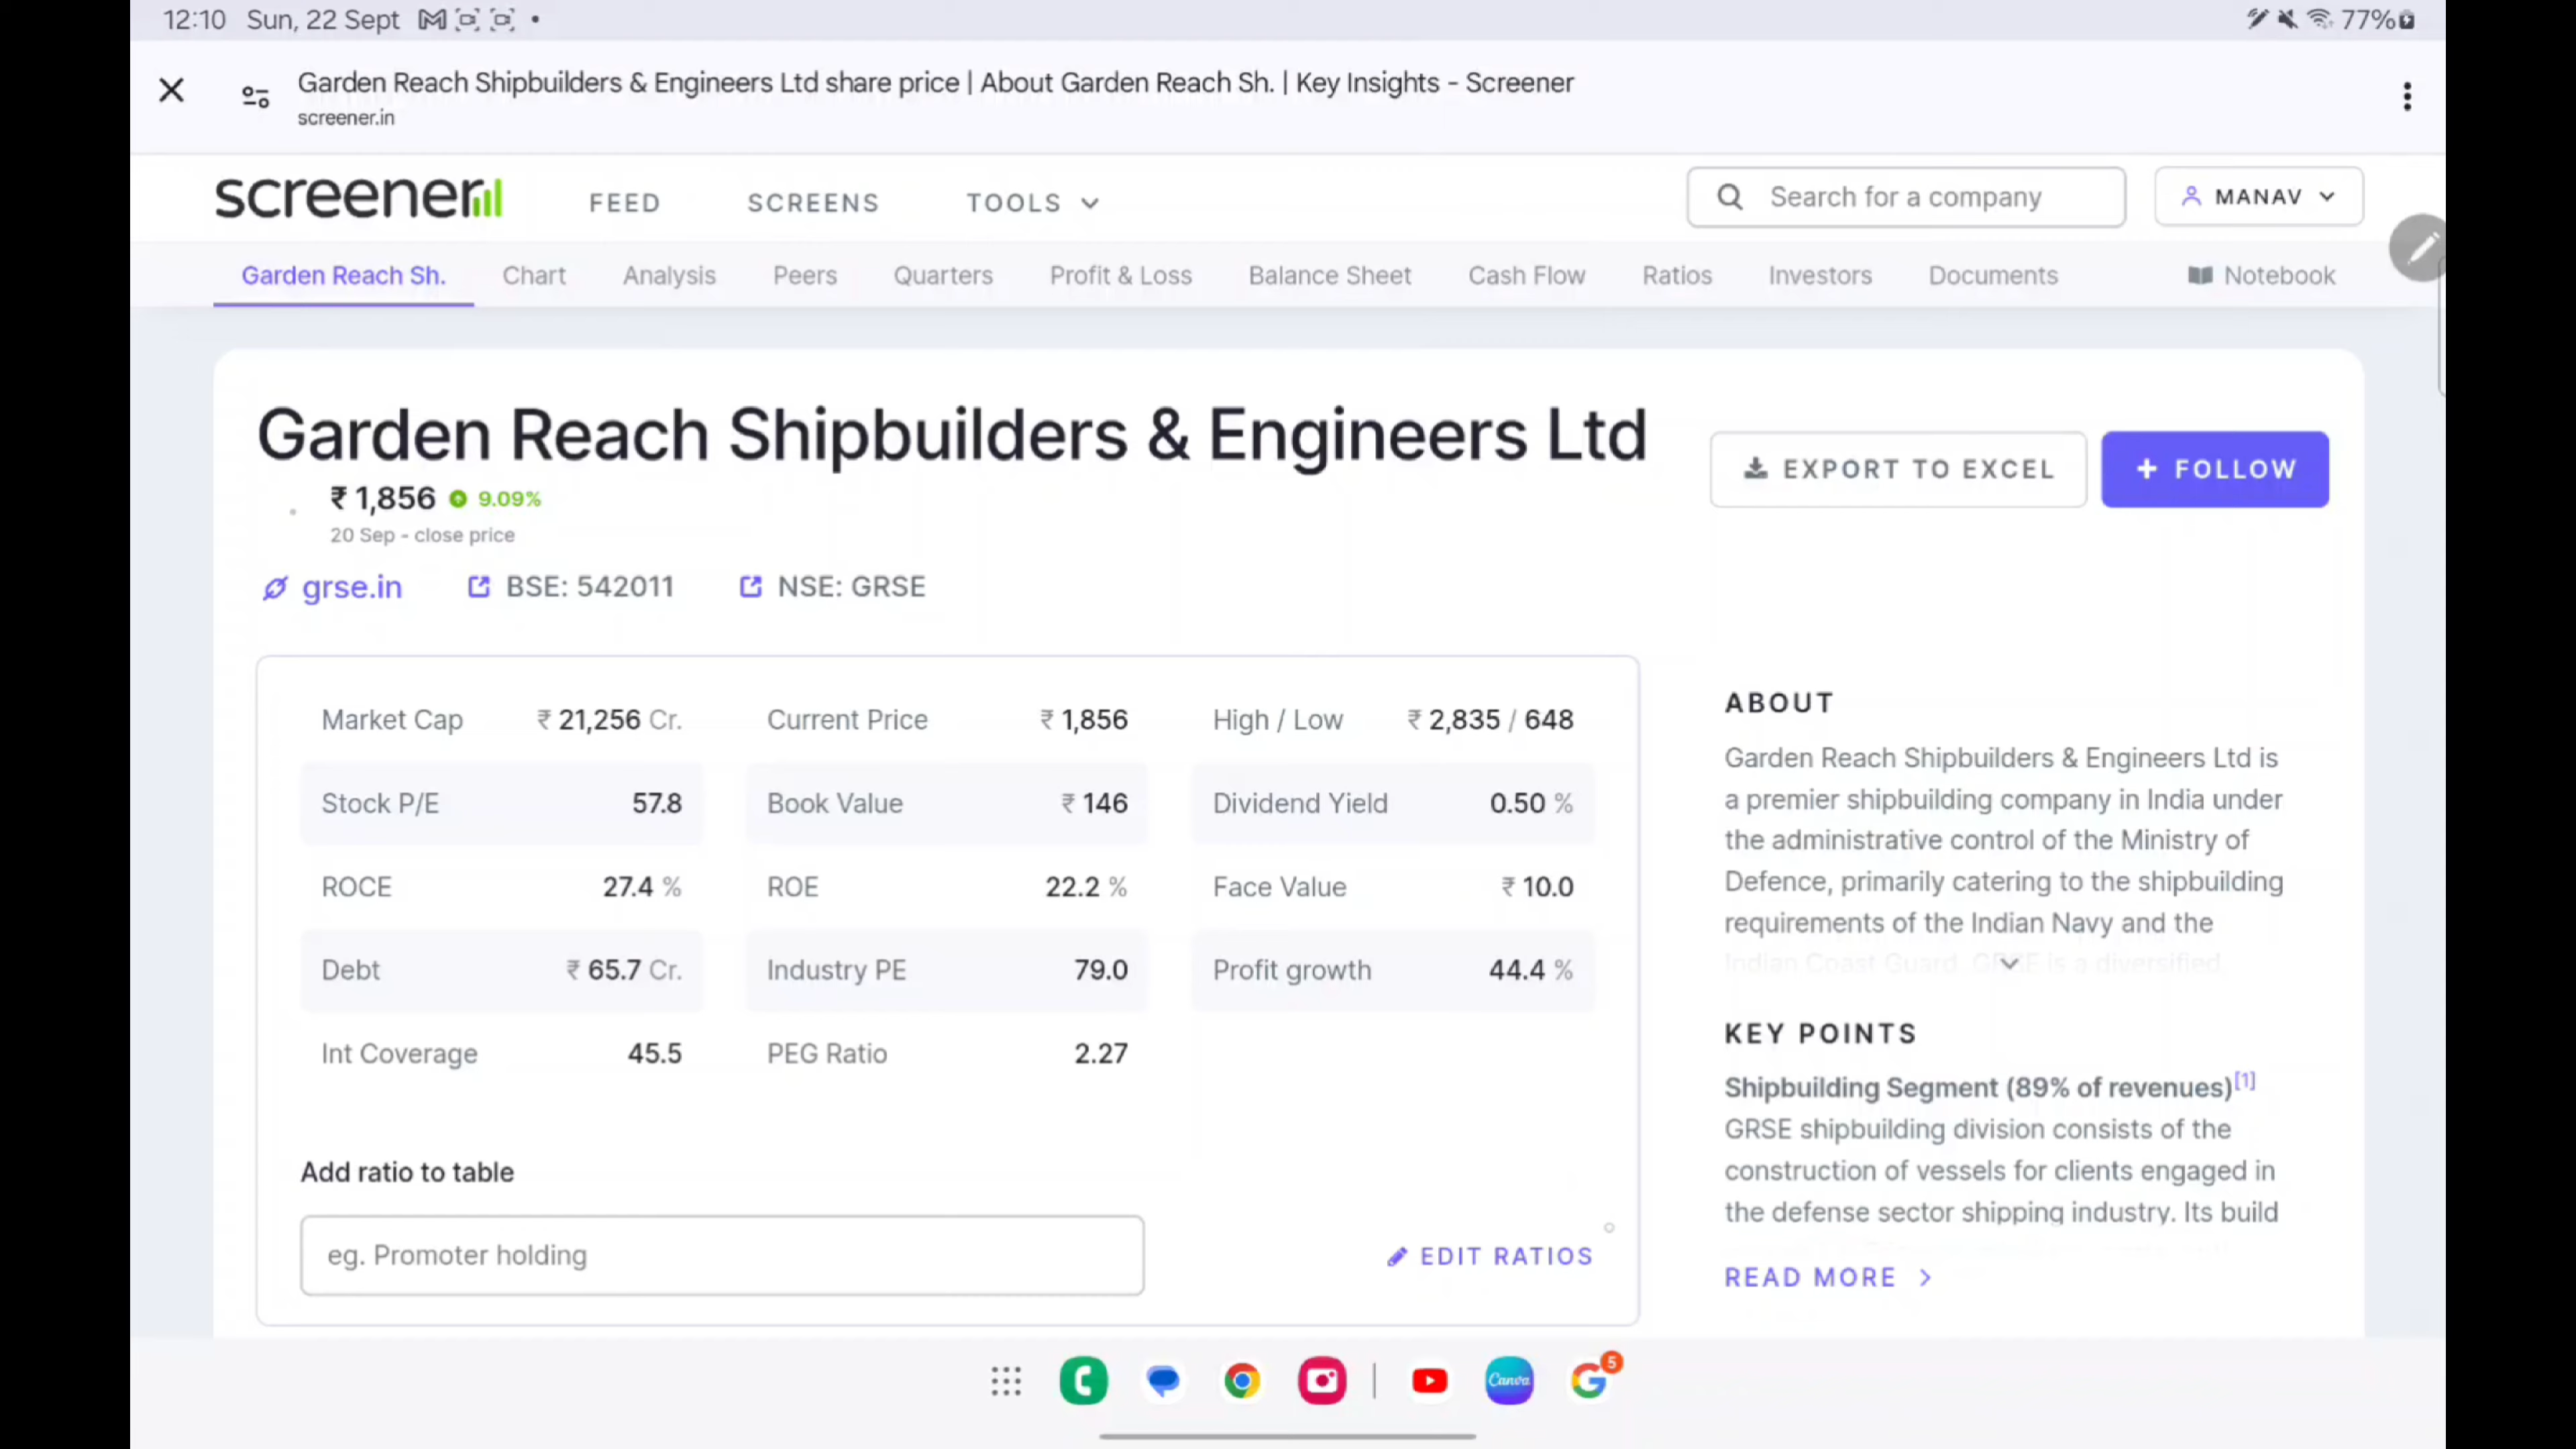 12:10 Sun, 22 Sept
77%
Garden Reach Shipbuilders & Engineers Ltd share price | About Garden Reach Sh. | Key Insights - Screener
screener.in
screener
FEED SCREENS TOOLS
Search for a company
MANAV
Garden Reach Sh. Chart Analysis Peers Quarters Profit & Loss Balance Sheet Cash Flow Ratios Investors Documents Notebook
Garden Reach Shipbuilders & Engineers Ltd
EXPORT TO EXCEL
+ FOLLOW
₹ 1,856 9.09%
20 Sep - close price
grse.in BSE: 542011 NSE: GRSE
Market Cap ₹ 21,256 Cr. Current Price ₹ 1,856 High / Low ₹ 2,835 / 648
Stock P/E 57.8 Book Value ₹ 146 Dividend Yield 0.50 %
ROCE 27.4 % ROE 22.2 % Face Value ₹ 10.0
Debt ₹ 65.7 Cr. Industry PE 79.0 Profit growth 44.4 %
Int Coverage 45.5 PEG Ratio 2.27
Add ratio to table
eg. Promoter holding
EDIT RATIOS
ABOUT
Garden Reach Shipbuilders & Engineers Ltd is
a premier shipbuilding company in India under
the administrative control of the Ministry of
Defence, primarily catering to the shipbuilding
requirements of the Indian Navy and the
Indian Coast Guard. GRSE is a diversified,
KEY POINTS
Shipbuilding Segment (89% of revenues)[1]
GRSE shipbuilding division consists of the
construction of vessels for clients engaged in
the defense sector shipping industry. Its build
READ MORE
Canva
5